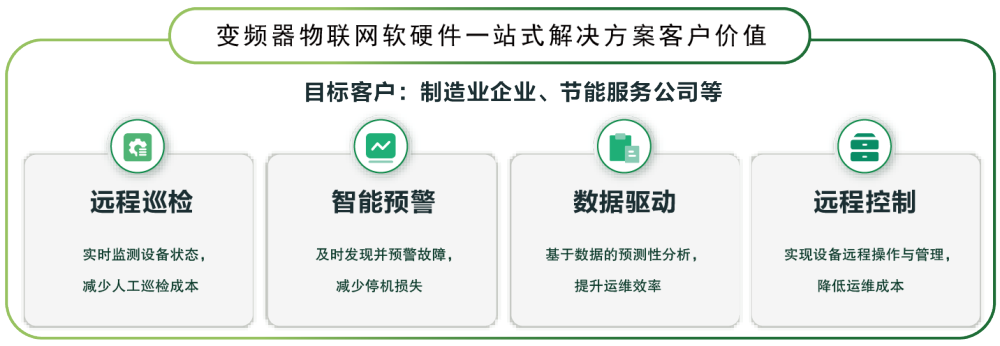 变频器物联网软硬件一站式解决方案客户价值
目标客户：制造业企业、节能服务公司等
远程巡检
实时监测设备状态，
减少人工巡检成本
智能预警
及时发现并预警故障，
减少停机损失
数据驱动
基于数据的预测性分析，
提升运维效率
远程控制
实现设备远程操作与管理，
降低运维成本